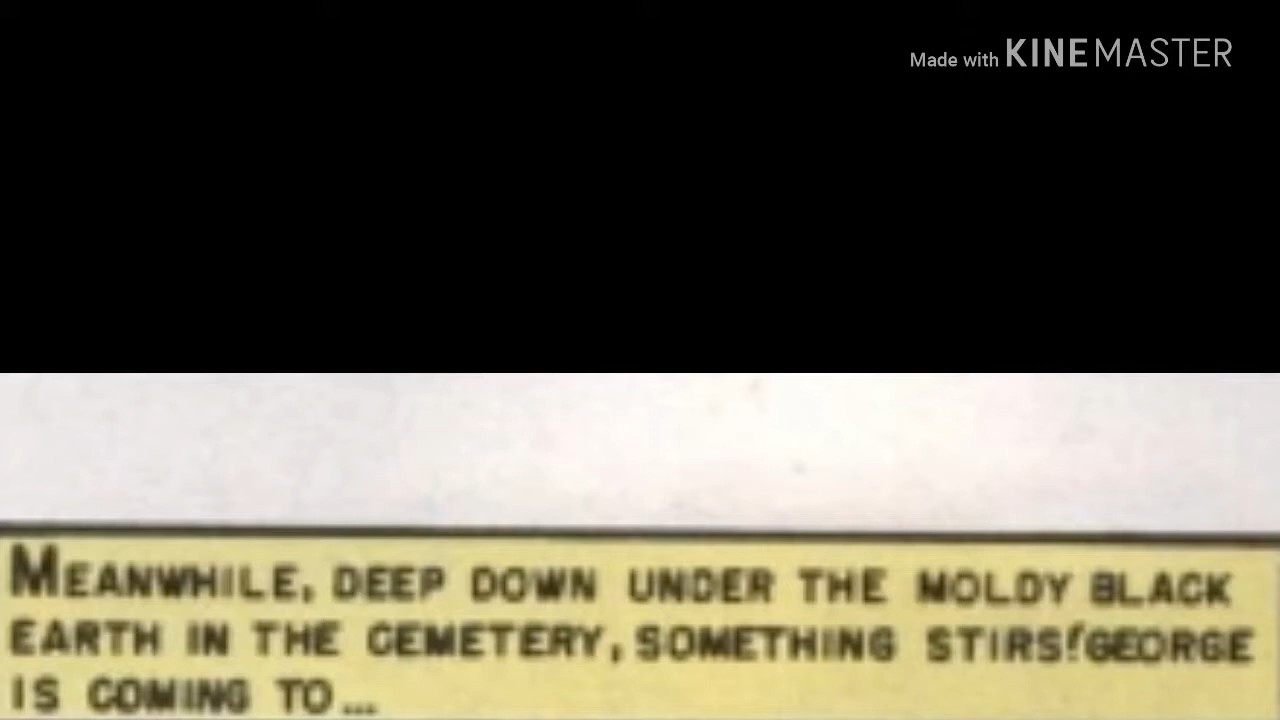 Made with KINEMASTER
MEANWHILE, DEEP DOWN UNDER THE MOLDY BLACK
EARTH IN THE CEMETERY, SOMETHING STIRS! GEORGE
IS COMING TO...